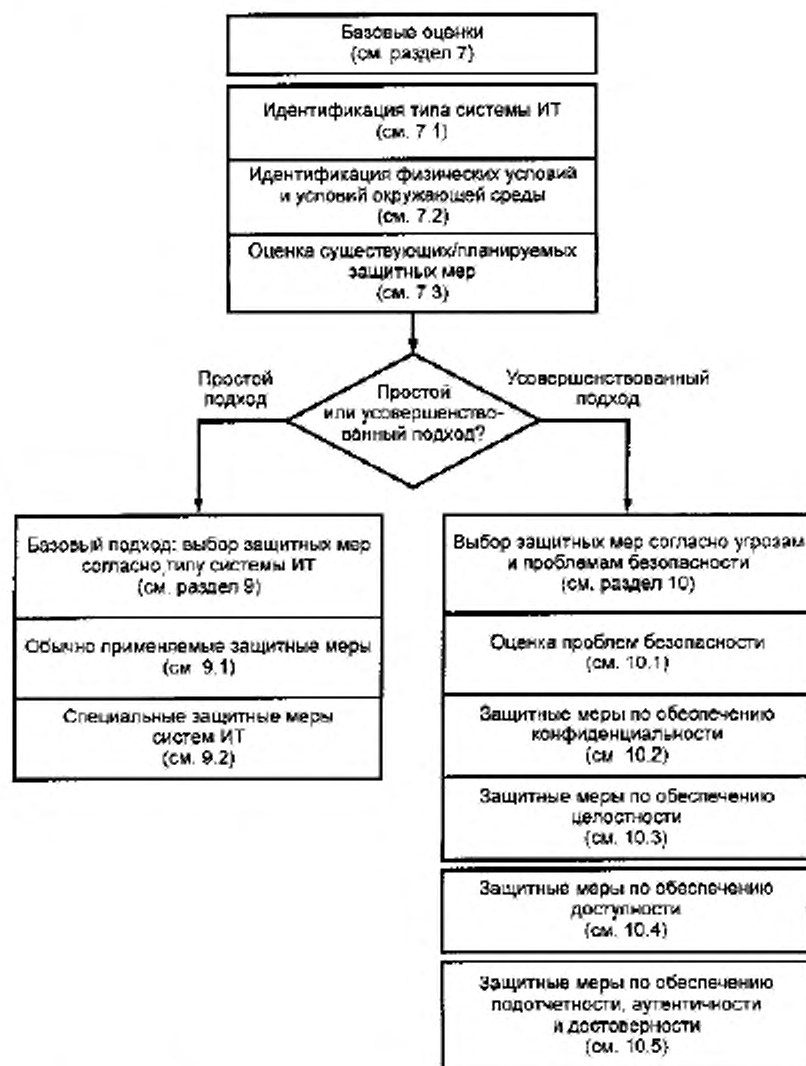 Базовые оценки
(см. раздел 7)
Идентификация типа системы ИТ
(см. 7 1)
Идентификация физических условий
и условий окружающей среды
(см. 7.2)
Оценка существующих/планируемых
защитных мер
(см. 7 3)
Простой
подход
Усовершенствованный
подход
Простой
или усовершенство-
ванный подход?
Базовый подход: выбор защитных мер
согласно типу системы ИТ
(см. раздел 9)
Обычно применяемые защитные меры
(см 9.1)
Специальные защитные меры
систем ИТ
(см. 9.2)
Выбор защитных мер согласно угрозам
и проблемам безопасности
(см. раздел 10)
Оценка проблем безопасности
(см. 10.1)
Защитные меры по обеспечению
конфиденциальности
(см 10.2)
Защитные меры по обеспечению
целостности
(см. 10.3)
Защитные меры по обеспечению
доступности
(см. 10.4)
Защитные меры по обеспечению
подотчетности, аутентичности
и достоверности
(см. 10.5)